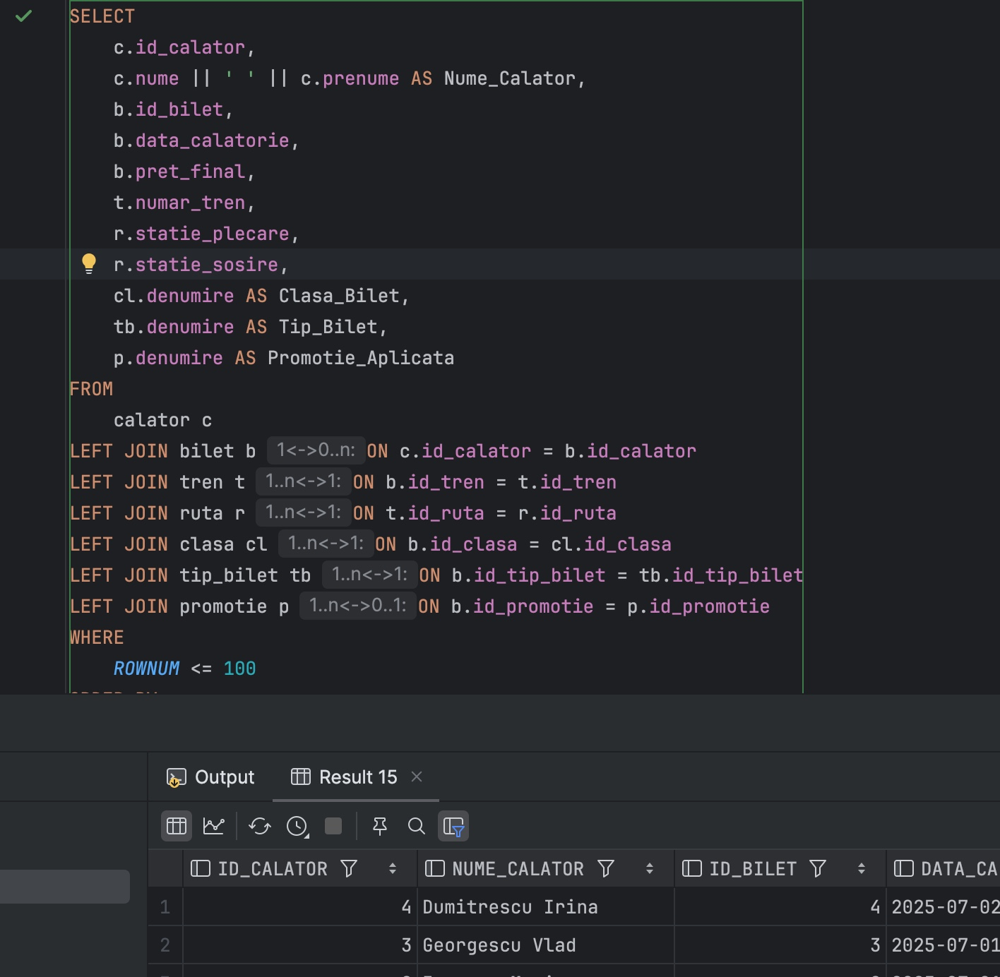 SELECT
c.id_calator,
c.nume || ' ' || c.prenume AS Nume_Calator,
b.id_bilet,
b.data_calatorie,
b.pret_final,
t.numar_tren,
r.statie_plecare,
r.statie_sosire,
cl.denumire AS Clasa_Bilet,
tb.denumire AS Tip_Bilet,
p.denumire AS Promotie_Aplicata
FROM
calator c
LEFT JOIN bilet b 1<->0..n: ON c.id_calator = b.id_calator
LEFT JOIN tren t 1..n<->1: ON b.id_tren = t.id_tren
LEFT JOIN ruta r 1..n<->1: ON t.id_ruta = r.id_ruta
LEFT JOIN clasa cl 1..n<->1: ON b.id_clasa = cl.id_clasa
LEFT JOIN tip_bilet tb 1..n<->1: ON b.id_tip_bilet = tb.id_tip_bilet
LEFT JOIN promotie p 1..n<->0..1: ON b.id_promotie = p.id_promotie
WHERE
ROWNUM <= 100
Output Result 15
ID_CALATOR NUME_CALATOR ID_BILET DATA_CA
1 4 Dumitrescu Irina 4 2025-07-02
2 3 Georgescu Vlad 3 2025-07-01